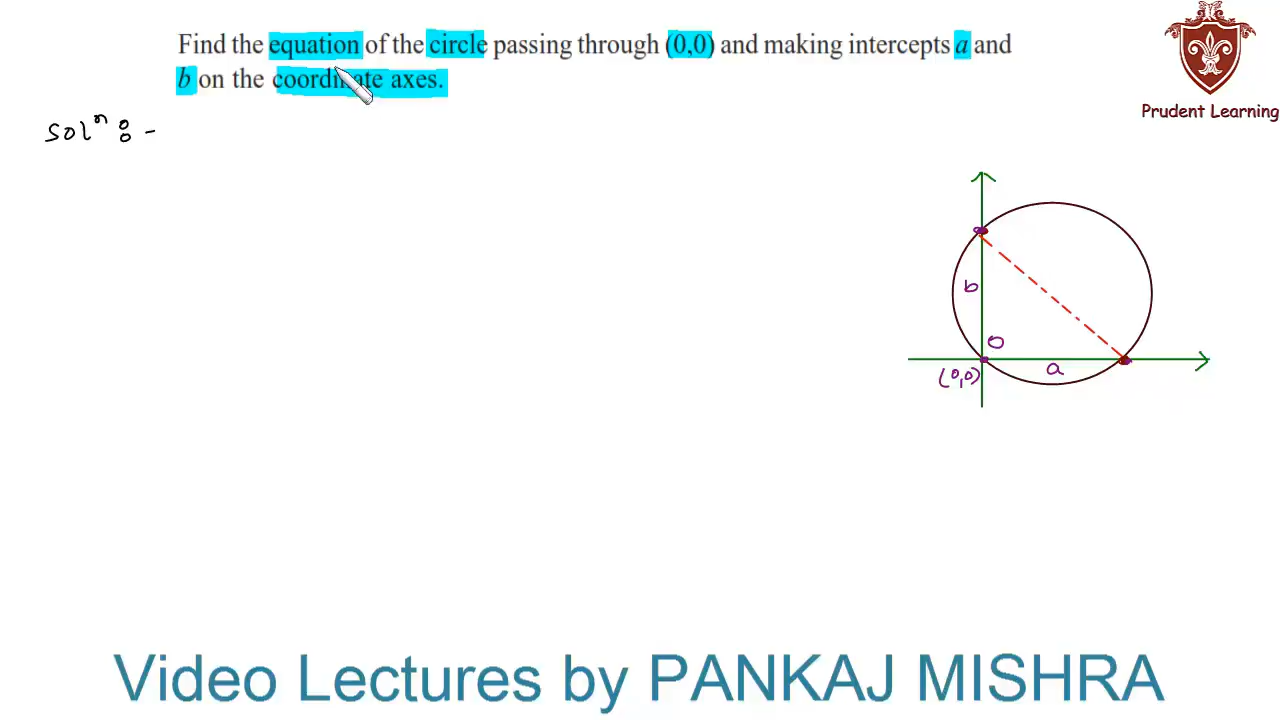 Find the equation of the circle passing through (0,0) and making intercepts a and
b on the coordinate axes.
Prudent Learning
Solⁿ :-
b
O
(0,0)
a
Video Lectures by PANKAJ MISHRA